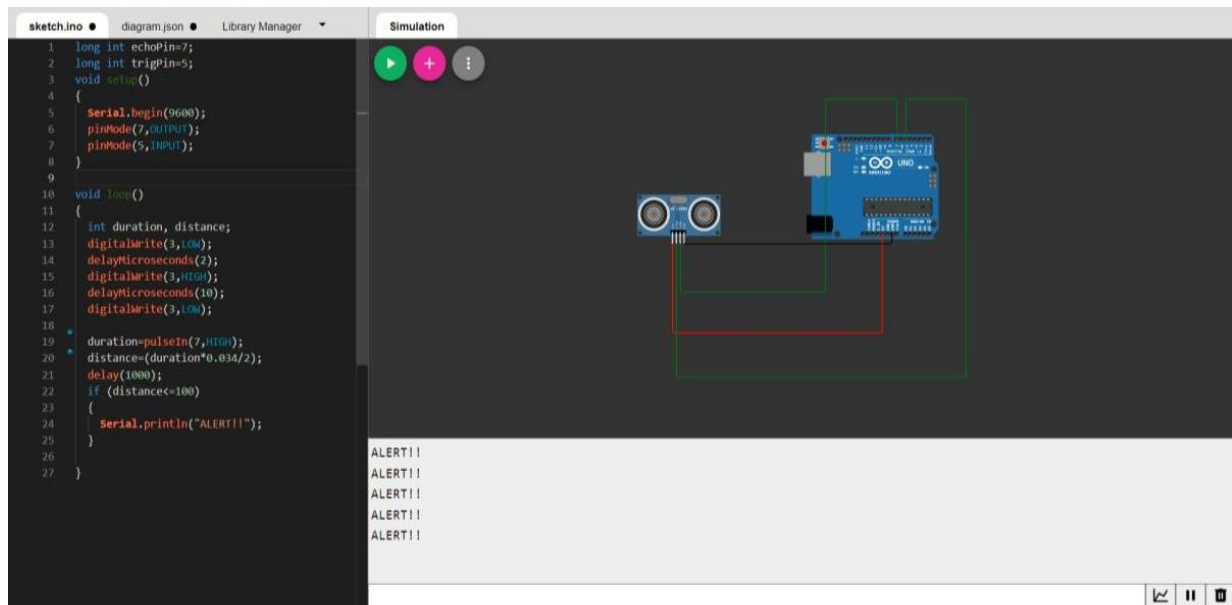 sketch.ino
diagram.json
Library Manager
Simulation
1 long int echoPin=7;
2 long int trigPin=5;
3 void setup()
4 {
5 Serial.begin(9600);
6 pinMode(7,OUTPUT);
7 pinMode(5,INPUT);
8 }
9
10 void loop()
11 {
12 int duration, distance;
13 digitalWrite(3,LOW);
14 delayMicroseconds(2);
15 digitalWrite(3,HIGH);
16 delayMicroseconds(10);
17 digitalWrite(3,LOW);
18
19 duration=pulseIn(7,HIGH);
20 distance=(duration*0.034/2);
21 delay(1000);
22 if (distance<=100)
23 {
24 Serial.println("ALERT!!");
25 }
26
27 }
UNO
ARDUINO
ALERT!!
ALERT!!
ALERT!!
ALERT!!
ALERT!!